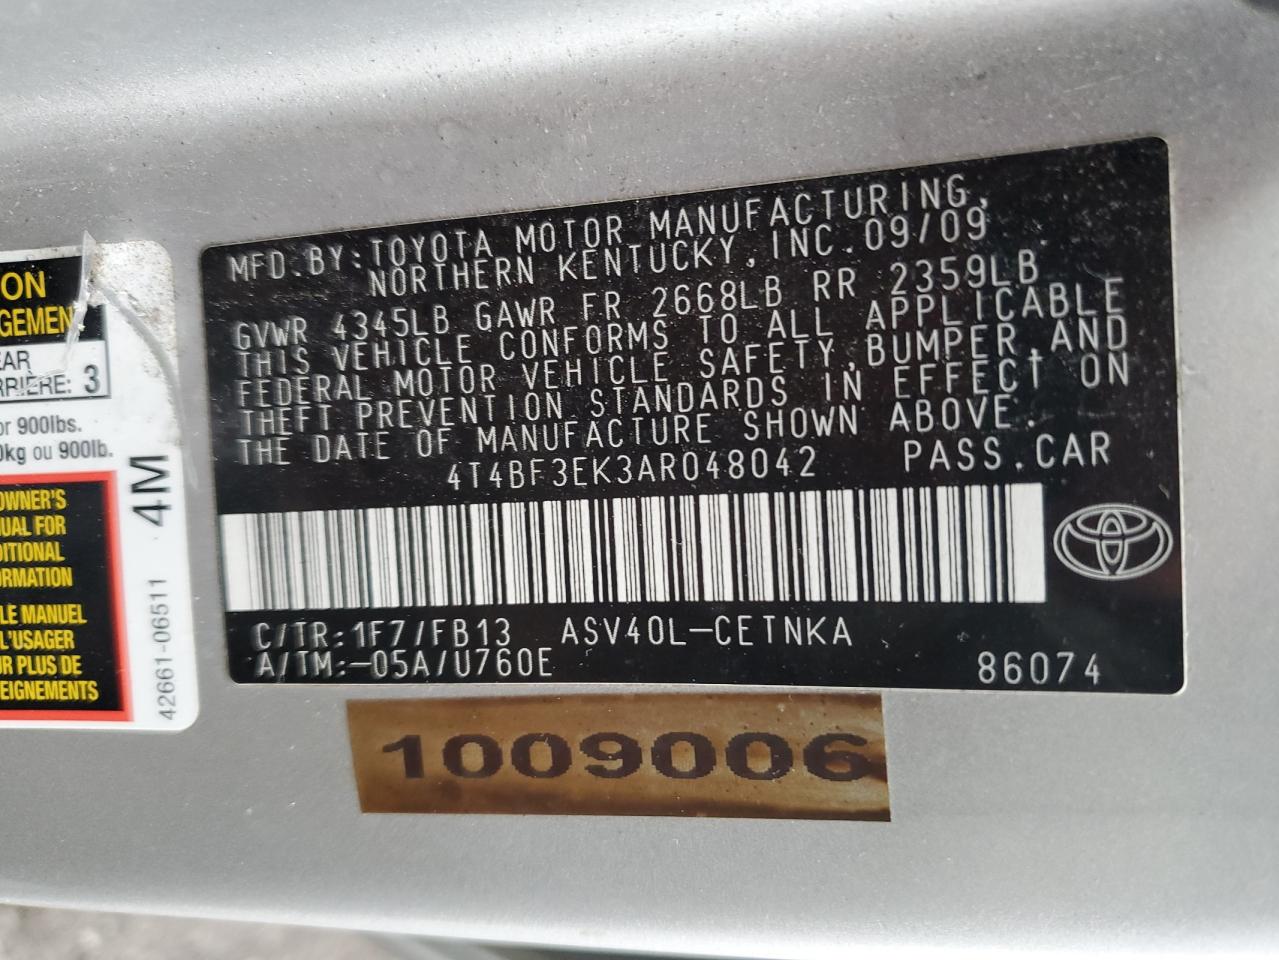 MFD.BY:TOYOTA MOTOR MANUFACTURING,
NORTHERN KENTUCKY,INC.09/09
GVWR 4345LB GAWR FR 2668LB RR 2359LB
THIS VEHICLE CONFORMS TO ALL APPLICABLE
FEDERAL MOTOR VEHICLE SAFETY,BUMPER,AND
THEFT PREVENTION STANDARDS IN EFFECT ON
THE DATE OF MANUFACTURE SHOWN ABOVE.
4T4BF3EK3AR048042 PASS.CAR
C/TR:1F7/FB13 ASV40L-CETNKA
A/TM:-05A/U760E 86074
1009006
ON
GEMENT
EAR
RRIÈRE: 3
or 900lbs.
0kg ou 900lb.
OWNER'S
UAL FOR
DITIONAL
ORMATION
LE MANUEL
L'USAGER
UR PLUS DE
EIGNEMENTS
42661-06511 4M